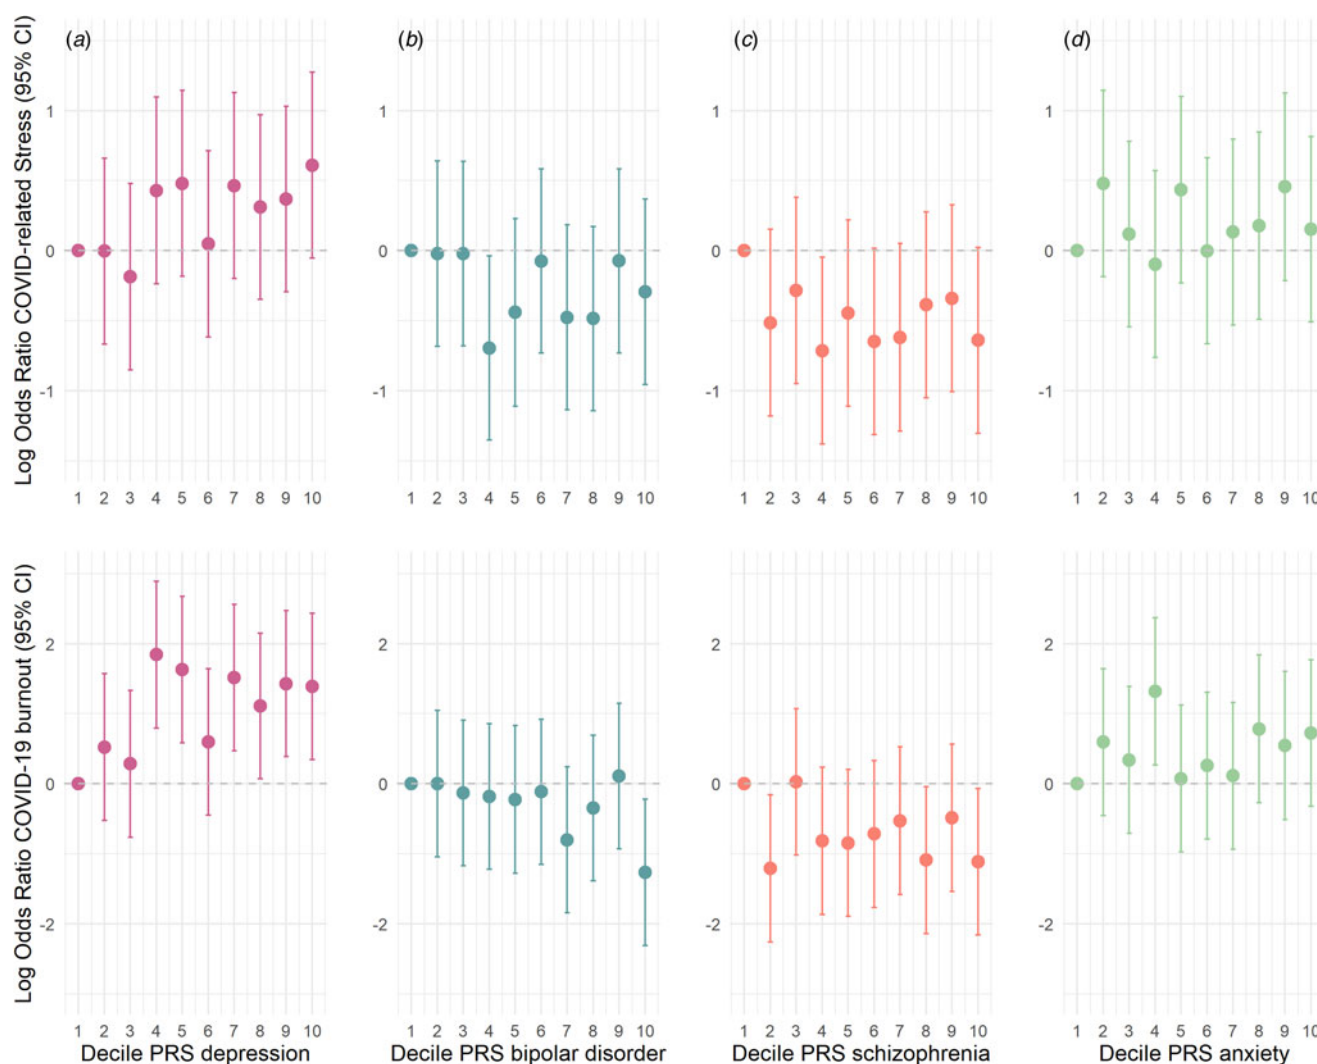 Log Odds Ratio COVID-related Stress (95% CI)
(a)
(b)
(c)
(d)
1
0
-1
1
0
-1
1
0
-1
1
0
-1
1 2 3 4 5 6 7 8 9 10
1 2 3 4 5 6 7 8 9 10
1 2 3 4 5 6 7 8 9 10
1 2 3 4 5 6 7 8 9 10
Log Odds Ratio COVID-19 burnout (95% CI)
2
0
-2
2
0
-2
2
0
-2
2
0
-2
1 2 3 4 5 6 7 8 9 10
1 2 3 4 5 6 7 8 9 10
1 2 3 4 5 6 7 8 9 10
1 2 3 4 5 6 7 8 9 10
Decile PRS depression
Decile PRS bipolar disorder
Decile PRS schizophrenia
Decile PRS anxiety